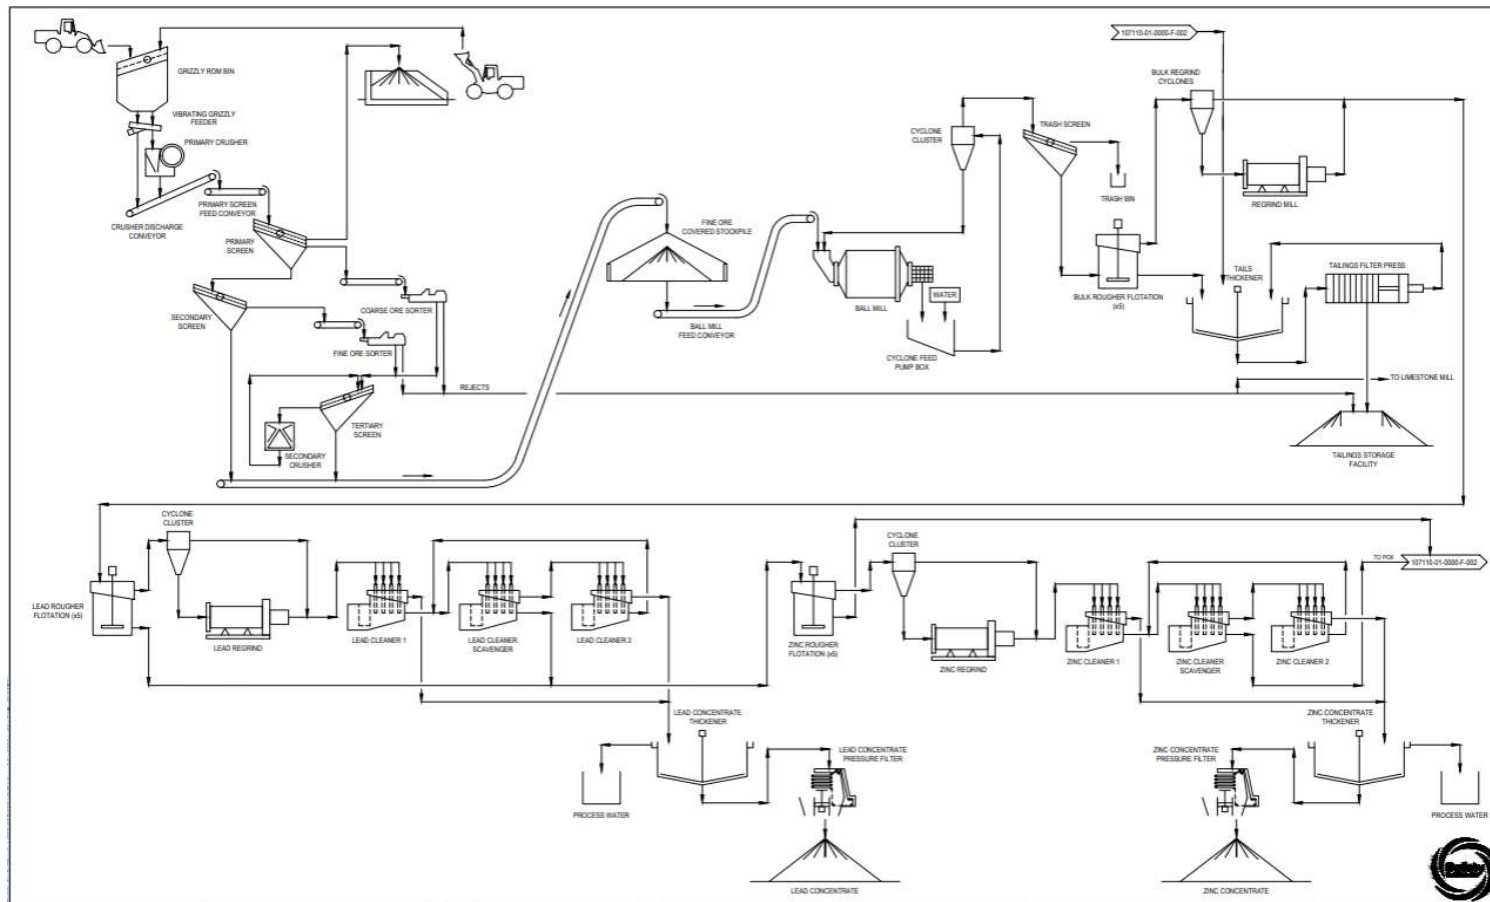 107110-01-0000-F-002
GRIZZLY ROM BIN
VIBRATING GRIZZLY
FEEDER
PRIMARY CRUSHER
PRIMARY SCREEN
FEED CONVEYOR
CRUSHER DISCHARGE
CONVEYOR
PRIMARY
SCREEN
SECONDARY
SCREEN
COARSE ORE SORTER
FINE ORE SORTER
REJECTS
TERTIARY
SCREEN
SECONDARY
CRUSHER
FINE ORE
COVERED STOCKPILE
BALL MILL
FEED CONVEYOR
BALL MILL
WATER
CYCLONE FEED
PUMP BOX
CYCLONE
CLUSTER
TRASH SCREEN
TRASH BIN
BULK REGRIND
CYCLONES
REGRIND MILL
BULK ROUGHER FLOTATION
(x5)
TAILS
THICKENER
TAILINGS FILTER PRESS
TO LIMESTONE MILL
TAILINGS STORAGE
FACILITY
CYCLONE
CLUSTER
LEAD ROUGHER
FLOTATION (x5)
LEAD REGRIND
LEAD CLEANER 1
LEAD CLEANER
SCAVENGER
LEAD CLEANER 2
CYCLONE
CLUSTER
ZINC ROUGHER
FLOTATION (x5)
ZINC REGRIND
ZINC CLEANER 1
ZINC CLEANER
SCAVENGER
ZINC CLEANER 2
TO POX
107110-01-0000-F-002
LEAD CONCENTRATE
THICKENER
LEAD CONCENTRATE
PRESSURE FILTER
PROCESS WATER
LEAD CONCENTRATE
ZINC CONCENTRATE
PRESSURE FILTER
ZINC CONCENTRATE
THICKENER
PROCESS WATER
ZINC CONCENTRATE